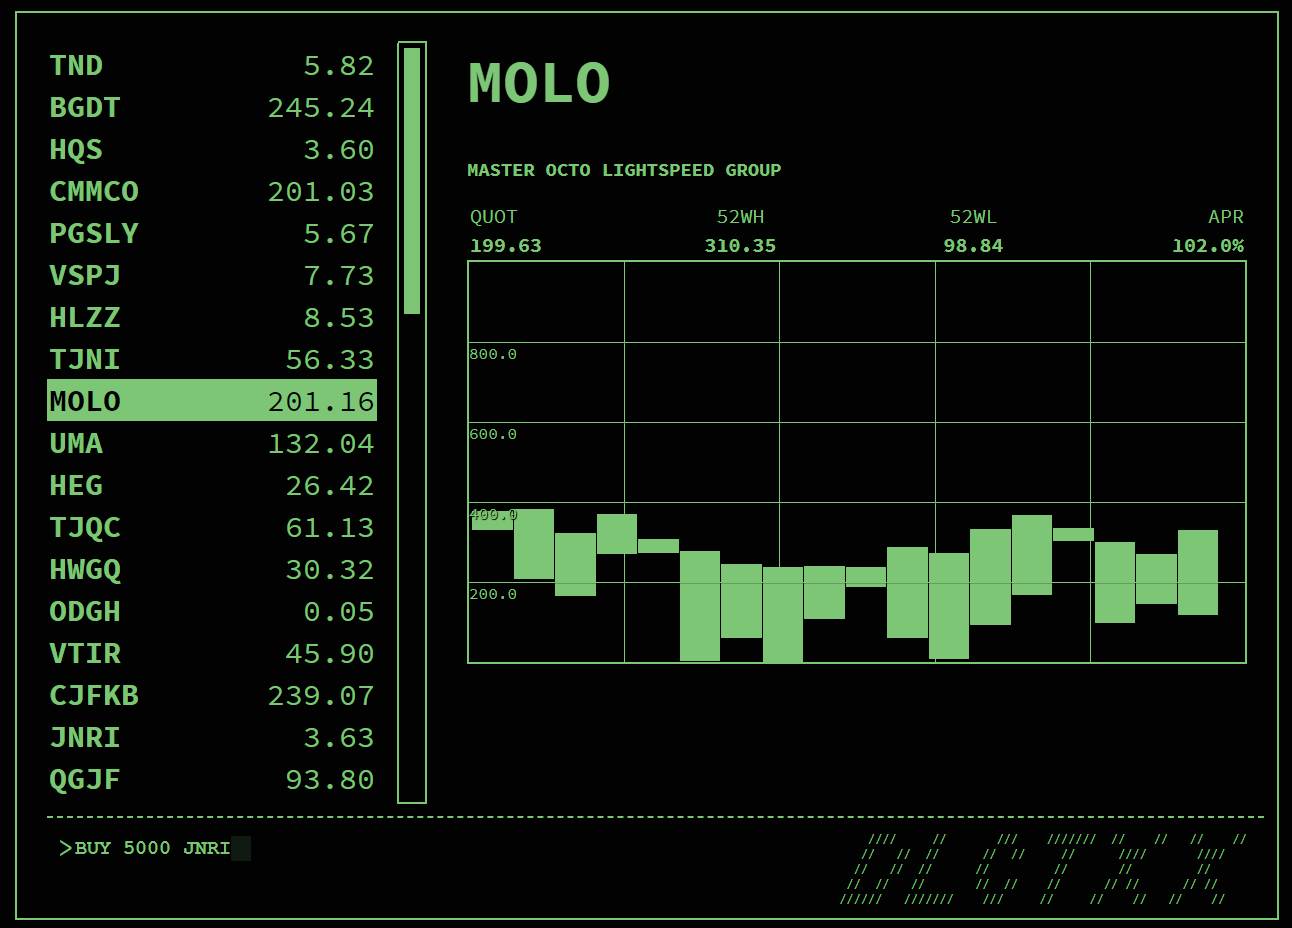 TND 5.82
BGDT 245.24
HQS 3.60
CMMCO 201.03
PGSLY 5.67
VSPJ 7.73
HLZZ 8.53
TJNI 56.33
MOLO 201.16
UMA 132.04
HEG 26.42
TJQC 61.13
HWGQ 30.32
ODGH 0.05
VTIR 45.90
CJFKB 239.07
JNRI 3.63
QGJF 93.80
MOLO
MASTER OCTO LIGHTSPEED GROUP
QUOT 52WH 52WL APR
199.63 310.35 98.84 102.0%
800.0
600.0
400.0
200.0
>BUY 5000 JNRI